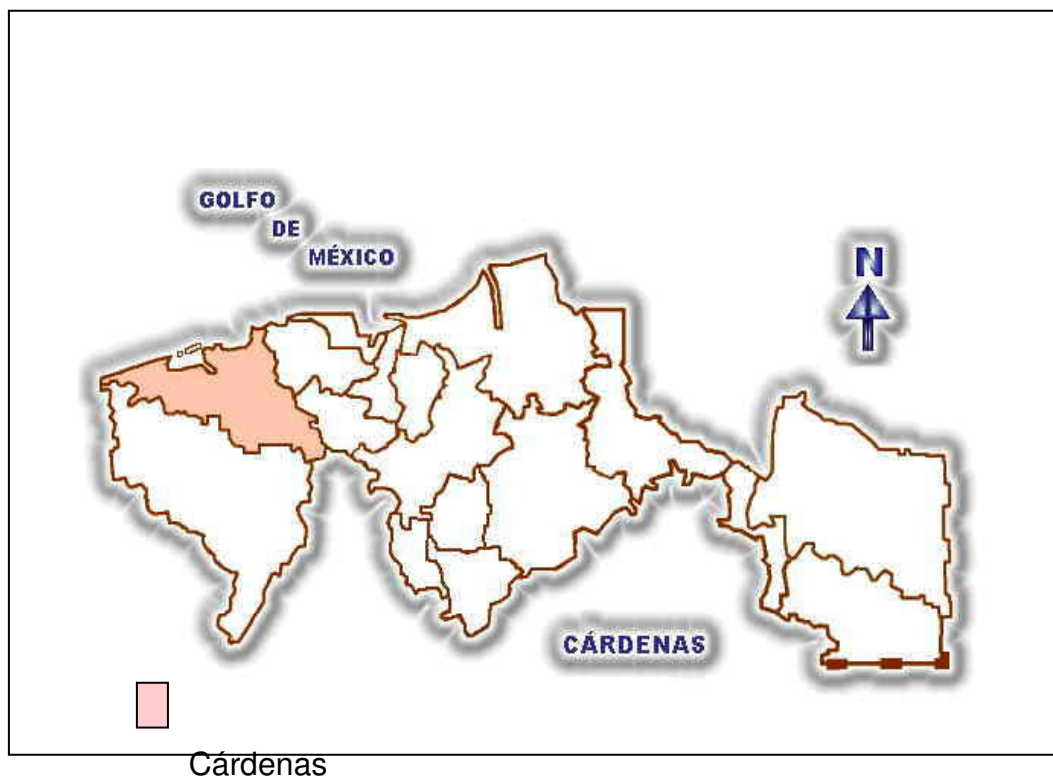 GOLFO
DE
MÉXICO
N
CÁRDENAS
Cárdenas